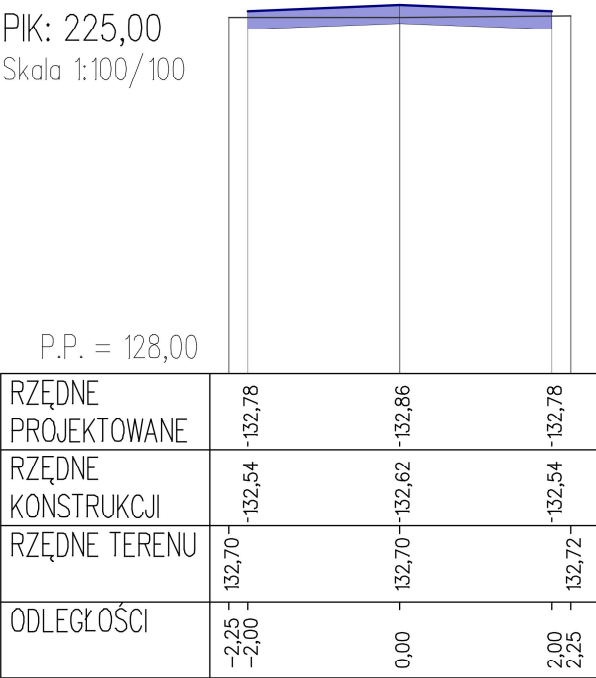 PIK: 225,00
Skala 1:100/100
P.P. = 128,00
RZĘDNE PROJEKTOWANE
132,78 132,86 132,78
RZĘDNE KONSTRUKCJI
132,54 132,62 132,54
RZĘDNE TERENU 132,70 132,70 132,72
ODLEGŁOŚCI -2,25 -2,00 0,00 2,00 2,25